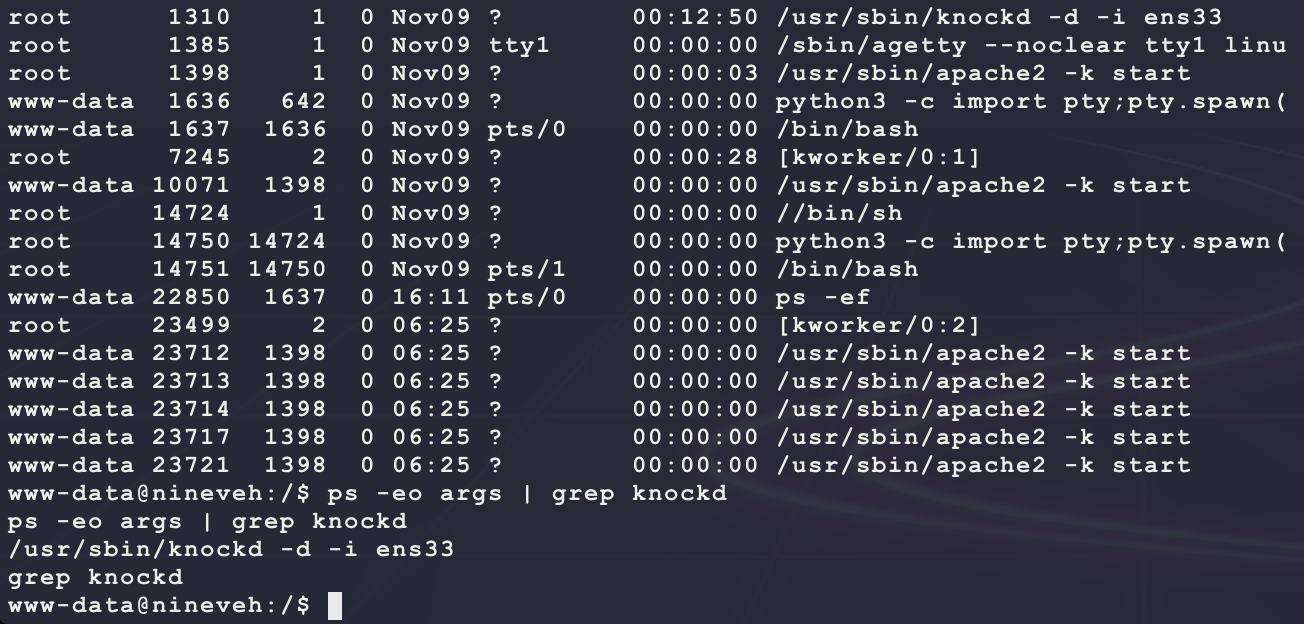 root      1310     1  0 Nov09 ?        00:12:50 /usr/sbin/knockd -d -i ens33
root      1385     1  0 Nov09 tty1     00:00:00 /sbin/agetty --noclear tty1 linu
root      1398     1  0 Nov09 ?        00:00:03 /usr/sbin/apache2 -k start
www-data  1636   642  0 Nov09 ?        00:00:00 python3 -c import pty;pty.spawn(
www-data  1637  1636  0 Nov09 pts/0    00:00:00 /bin/bash
root      7245     2  0 Nov09 ?        00:00:28 [kworker/0:1]
www-data 10071  1398  0 Nov09 ?        00:00:00 /usr/sbin/apache2 -k start
root     14724     1  0 Nov09 ?        00:00:00 //bin/sh
root     14750 14724  0 Nov09 ?        00:00:00 python3 -c import pty;pty.spawn(
root     14751 14750  0 Nov09 pts/1    00:00:00 /bin/bash
www-data 22850  1637  0 16:11 pts/0    00:00:00 ps -ef
root     23499     2  0 06:25 ?        00:00:00 [kworker/0:2]
www-data 23712  1398  0 06:25 ?        00:00:00 /usr/sbin/apache2 -k start
www-data 23713  1398  0 06:25 ?        00:00:00 /usr/sbin/apache2 -k start
www-data 23714  1398  0 06:25 ?        00:00:00 /usr/sbin/apache2 -k start
www-data 23717  1398  0 06:25 ?        00:00:00 /usr/sbin/apache2 -k start
www-data 23721  1398  0 06:25 ?        00:00:00 /usr/sbin/apache2 -k start
www-data@nineveh:/$ ps -eo args | grep knockd
ps -eo args | grep knockd
/usr/sbin/knockd -d -i ens33
grep knockd
www-data@nineveh:/$